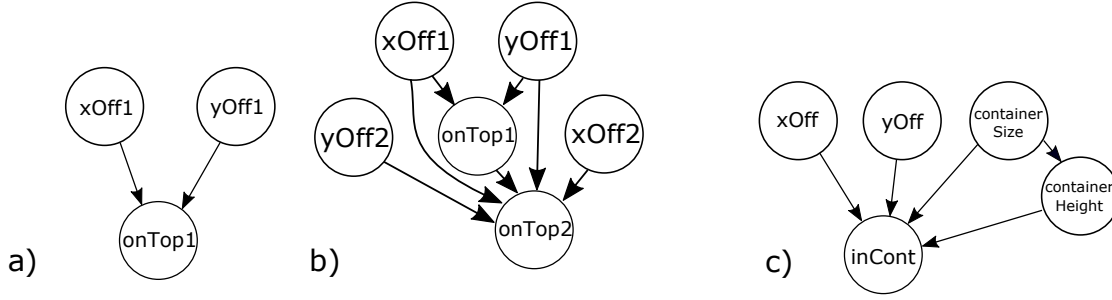 a)
xOff1
yOff1
onTop1
b)
xOff1
yOff1
yOff2
onTop1
xOff2
onTop2
c)
xOff
yOff
container
Size
container
Height
inCont